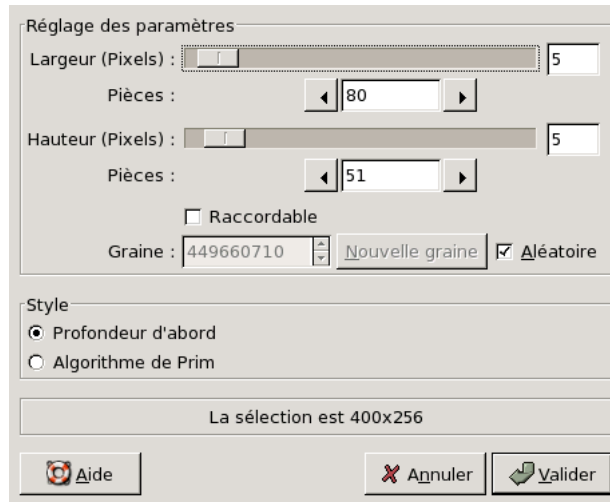 Réglage des paramètres
Largeur (Pixels) : 5
Pièces : 80
Hauteur (Pixels) : 5
Pièces : 51
Raccordable
Graine : 449660710 Nouvelle graine Aléatoire
Style
Profondeur d'abord
Algorithme de Prim
La sélection est 400x256
Aide Annuler Valider